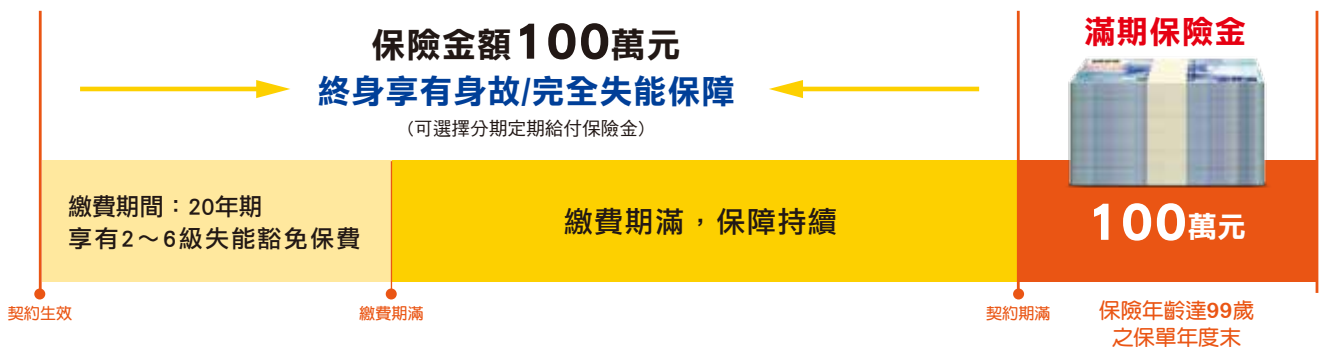 保險金額100萬元
終身享有身故/完全失能保障
(可選擇分期定期給付保險金)
滿期保險金
繳費期間：20年期
享有2～6級失能豁免保費
繳費期滿，保障持續
100萬元
契約生效
繳費期滿
契約期滿
保險年齡達99歲
之保單年度末